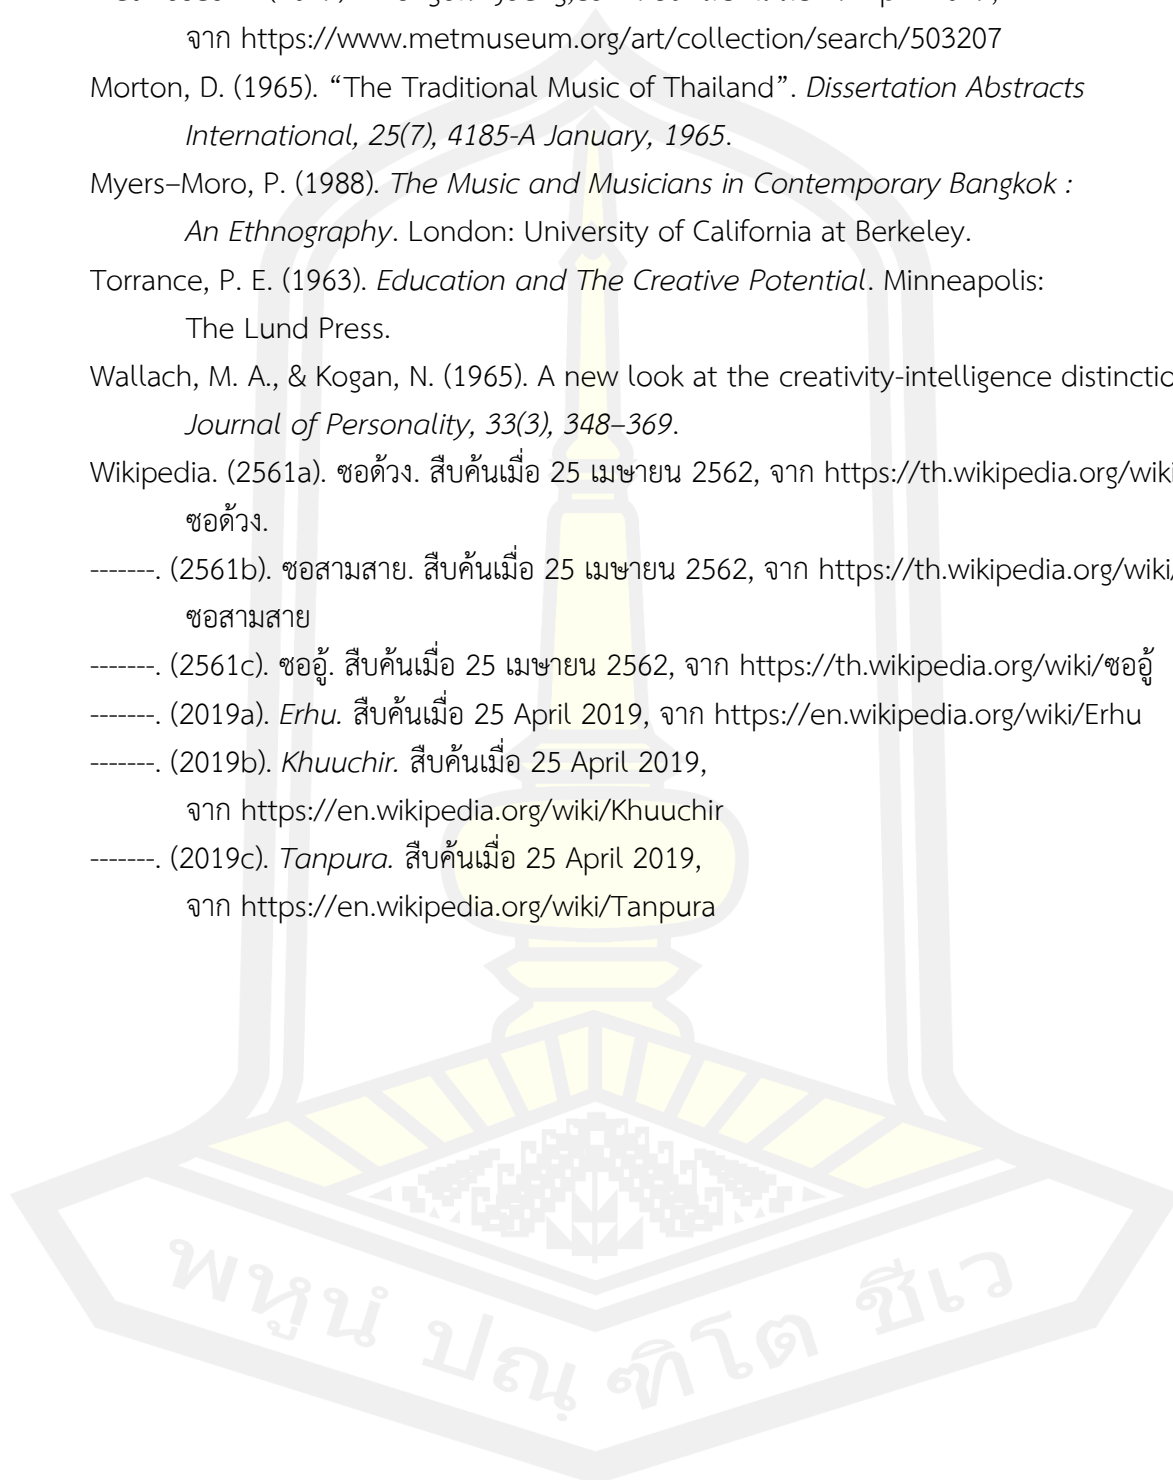 จาก https://www.metmuseum.org/art/collection/search/503207
Morton, D. (1965). “The Traditional Music of Thailand”. Dissertation Abstracts
International, 25(7), 4185-A January, 1965.
Myers–Moro, P. (1988). The Music and Musicians in Contemporary Bangkok :
An Ethnography. London: University of California at Berkeley.
Torrance, P. E. (1963). Education and The Creative Potential. Minneapolis:
The Lund Press.
Wallach, M. A., & Kogan, N. (1965). A new look at the creativity-intelligence distinctio
Journal of Personality, 33(3), 348–369.
Wikipedia. (2561a). ซอด้วง. สืบค้นเมื่อ 25 เมษายน 2562, จาก https://th.wikipedia.org/wiki
ซอด้วง.
-------. (2561b). ซอสามสาย. สืบค้นเมื่อ 25 เมษายน 2562, จาก https://th.wikipedia.org/wiki/
ซอสามสาย
-------. (2561c). ซออู้. สืบค้นเมื่อ 25 เมษายน 2562, จาก https://th.wikipedia.org/wiki/ซออู้
-------. (2019a). Erhu. สืบค้นเมื่อ 25 April 2019, จาก https://en.wikipedia.org/wiki/Erhu
-------. (2019b). Khuuchir. สืบค้นเมื่อ 25 April 2019,
จาก https://en.wikipedia.org/wiki/Khuuchir
-------. (2019c). Tanpura. สืบค้นเมื่อ 25 April 2019,
จาก https://en.wikipedia.org/wiki/Tanpura
พหูนํ ปณฺฑิโต ชีเว